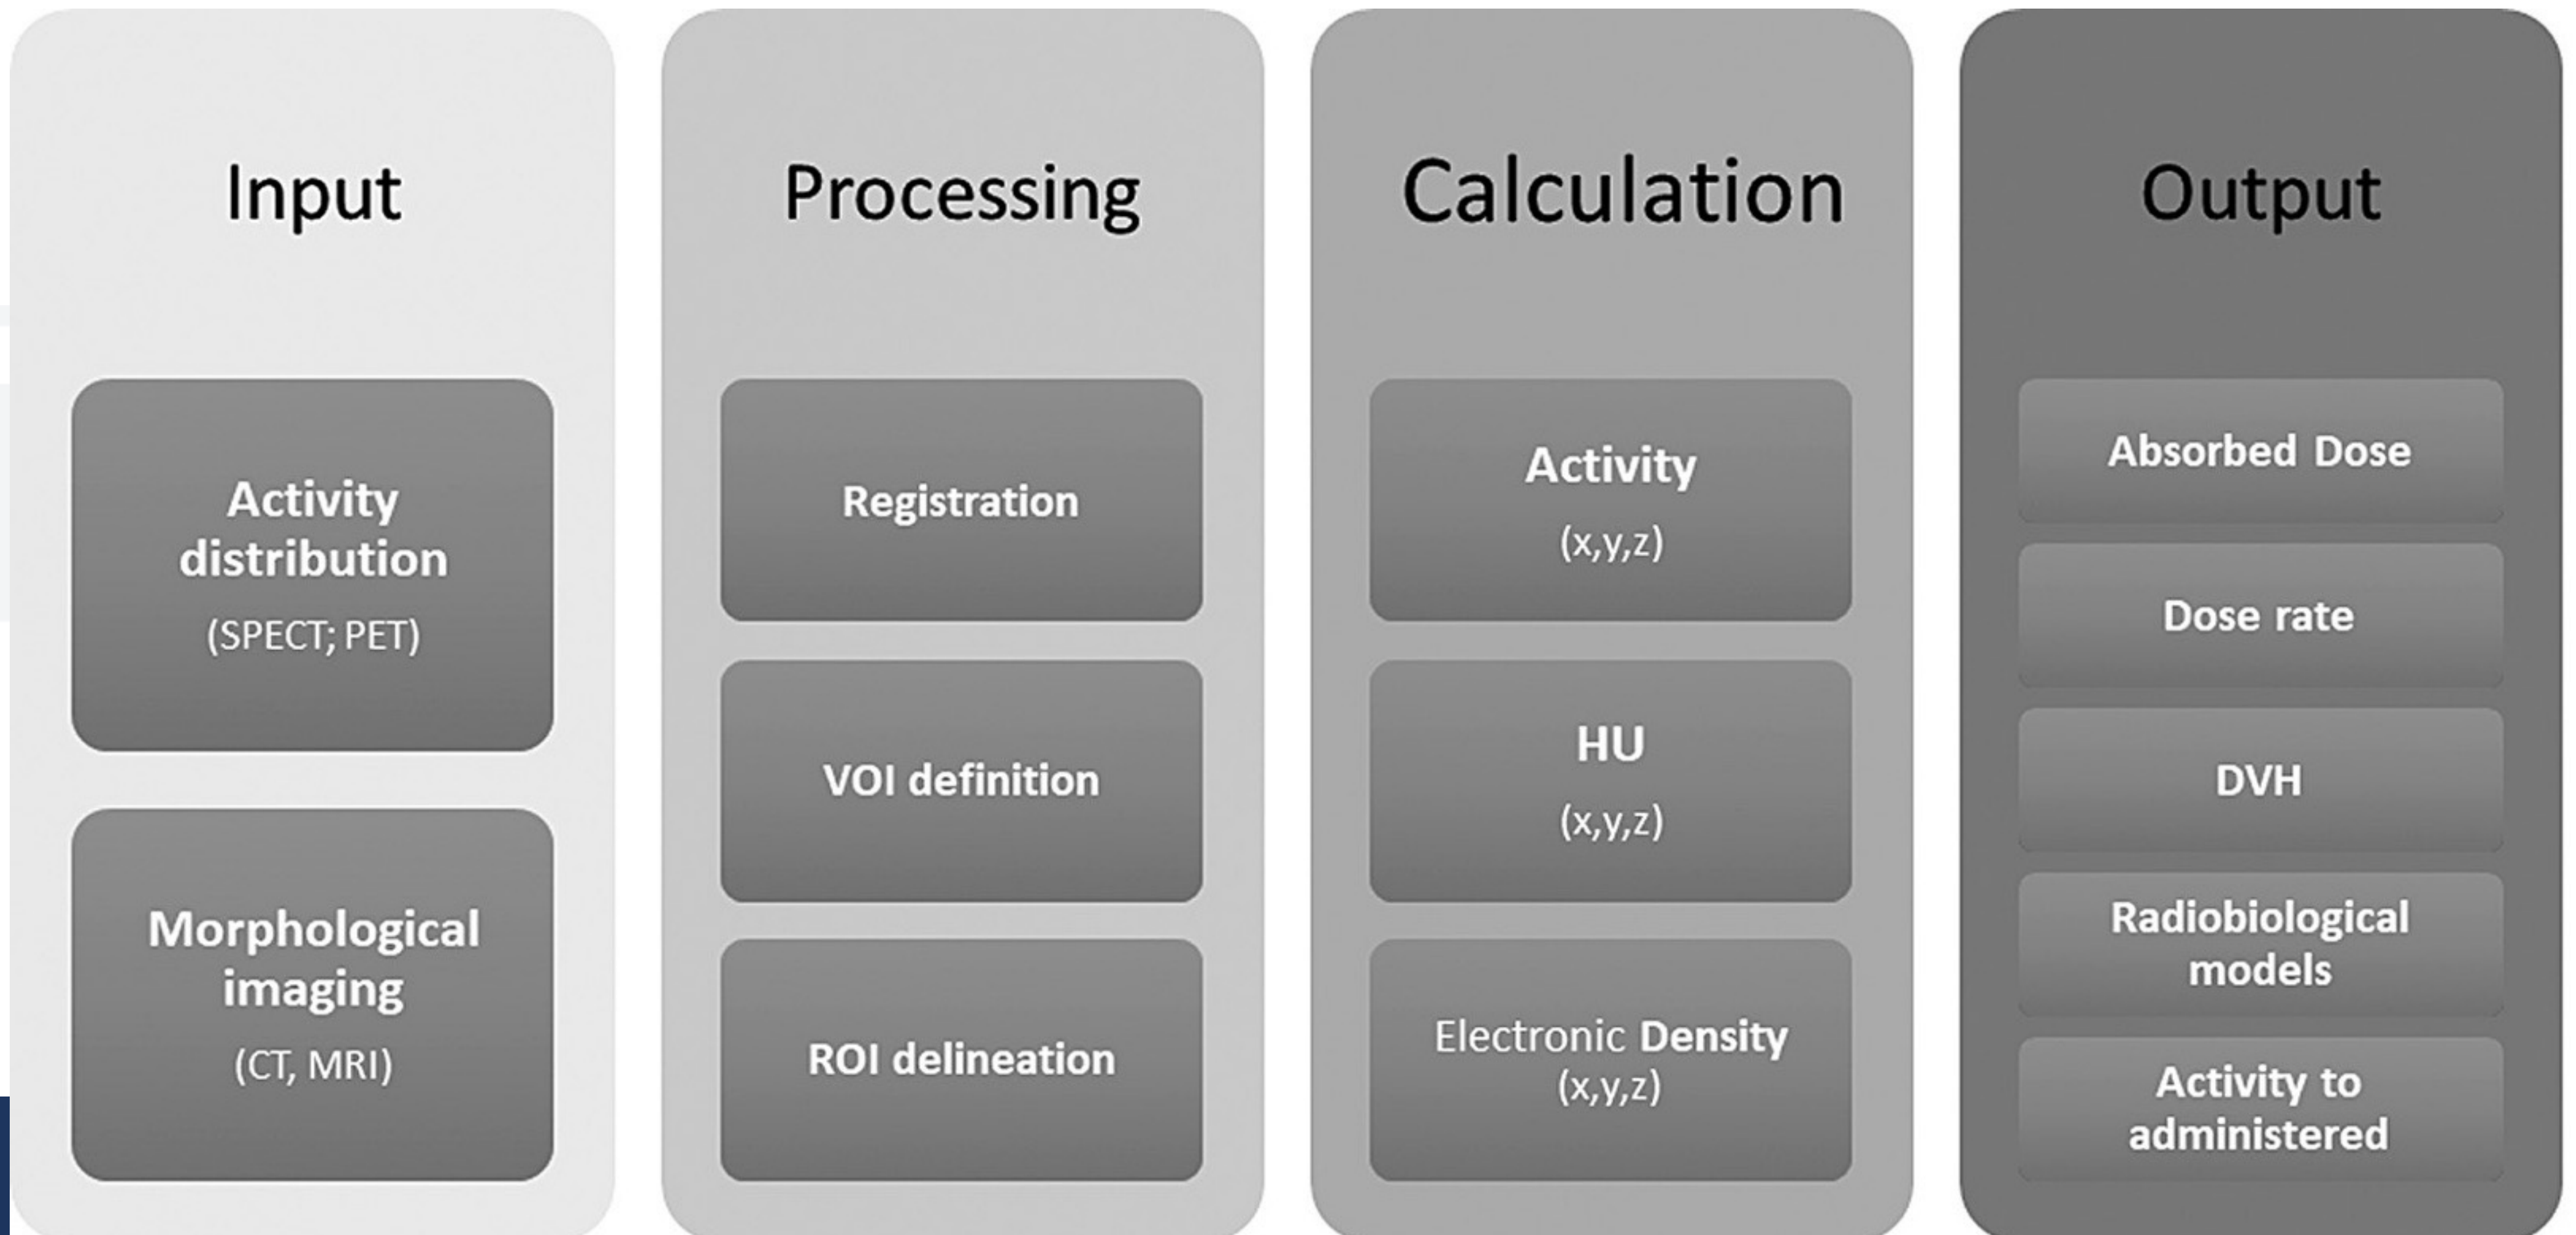 Input
Activity
distribution
(SPECT; PET)
Morphological
imaging
(CT, MRI)
Processing
Registration
VOI definition
ROI delineation
Calculation
Activity
(x,y,z)
HU
(x,y,z)
Electronic Density
(x,y,z)
Output
Absorbed Dose
Dose rate
DVH
Radiobiological
models
Activity to
administered